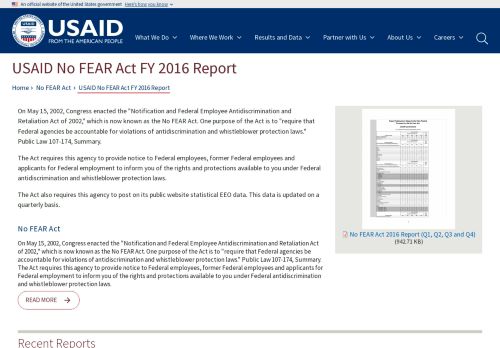 An official website of the United States government Here's how you know
USAID
FROM THE AMERICAN PEOPLE
What We Do
Where We Work
Results and Data
Partner with Us
About Us
Careers
USAID No FEAR Act FY 2016 Report
Home › No FEAR Act › USAID No FEAR Act FY 2016 Report
On May 15, 2002, Congress enacted the "Notification and Federal Employee Antidiscrimination and
Retaliation Act of 2002," which is now known as the No FEAR Act. One purpose of the Act is to "require that
Federal agencies be accountable for violations of antidiscrimination and whistleblower protection laws."
Public Law 107-174, Summary.
The Act requires this agency to provide notice to Federal employees, former Federal employees and
applicants for Federal employment to inform you of the rights and protections available to you under Federal
antidiscrimination and whistleblower protection laws.
The Act also requires this agency to post on its public website statistical EEO data. This data is updated on a
quarterly basis.
No FEAR Act 2016 Report (Q1, Q2, Q3 and Q4)
(942.71 KB)
No FEAR Act
On May 15, 2002, Congress enacted the "Notification and Federal Employee Antidiscrimination and Retaliation Act
of 2002," which is now known as the No FEAR Act. One purpose of the Act is to "require that Federal agencies be
accountable for violations of antidiscrimination and whistleblower protection laws." Public Law 107-174, Summary.
The Act requires this agency to provide notice to Federal employees, former Federal employees and applicants for
Federal employment to inform you of the rights and protections available to you under Federal antidiscrimination
and whistleblower protection laws.
READ MORE
Recent Reports